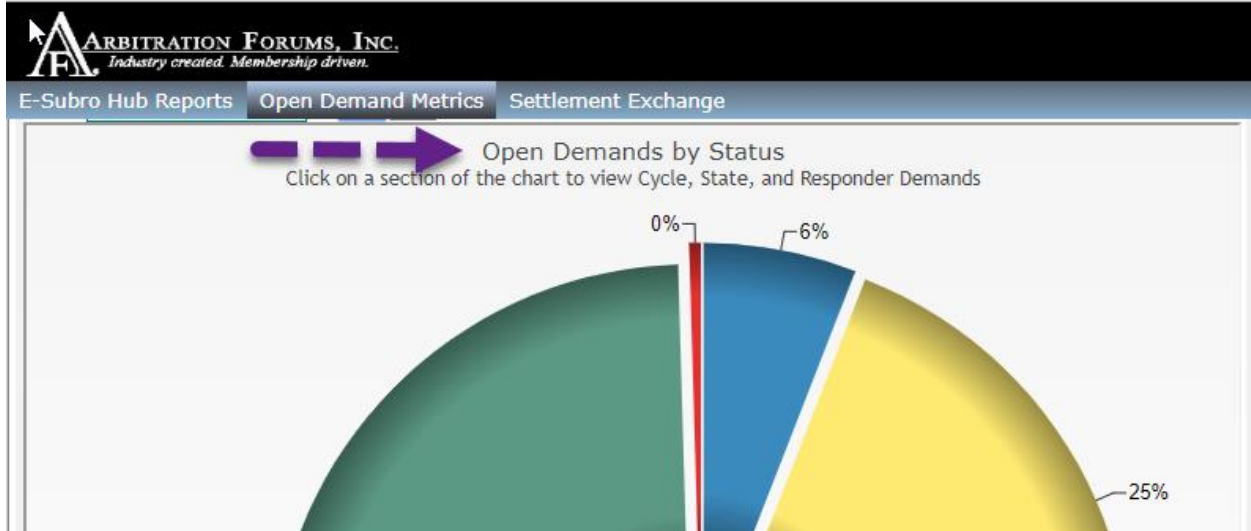 AF
ARBITRATION FORUMS, INC.
Industry created. Membership driven.
E-Subro Hub Reports Open Demand Metrics Settlement Exchange
Open Demands by Status
Click on a section of the chart to view Cycle, State, and Responder Demands
0%
6%
25%